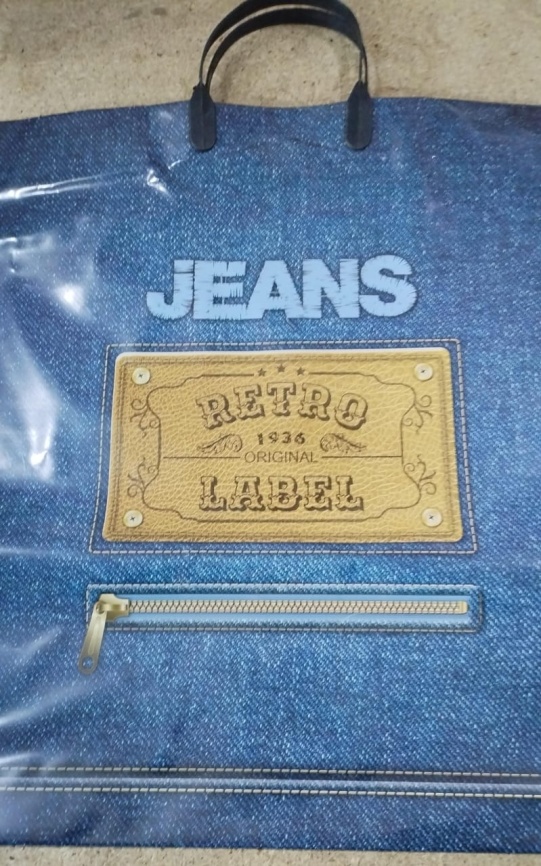 JEANS
RETRO
1936
ORIGINAL
LABEL